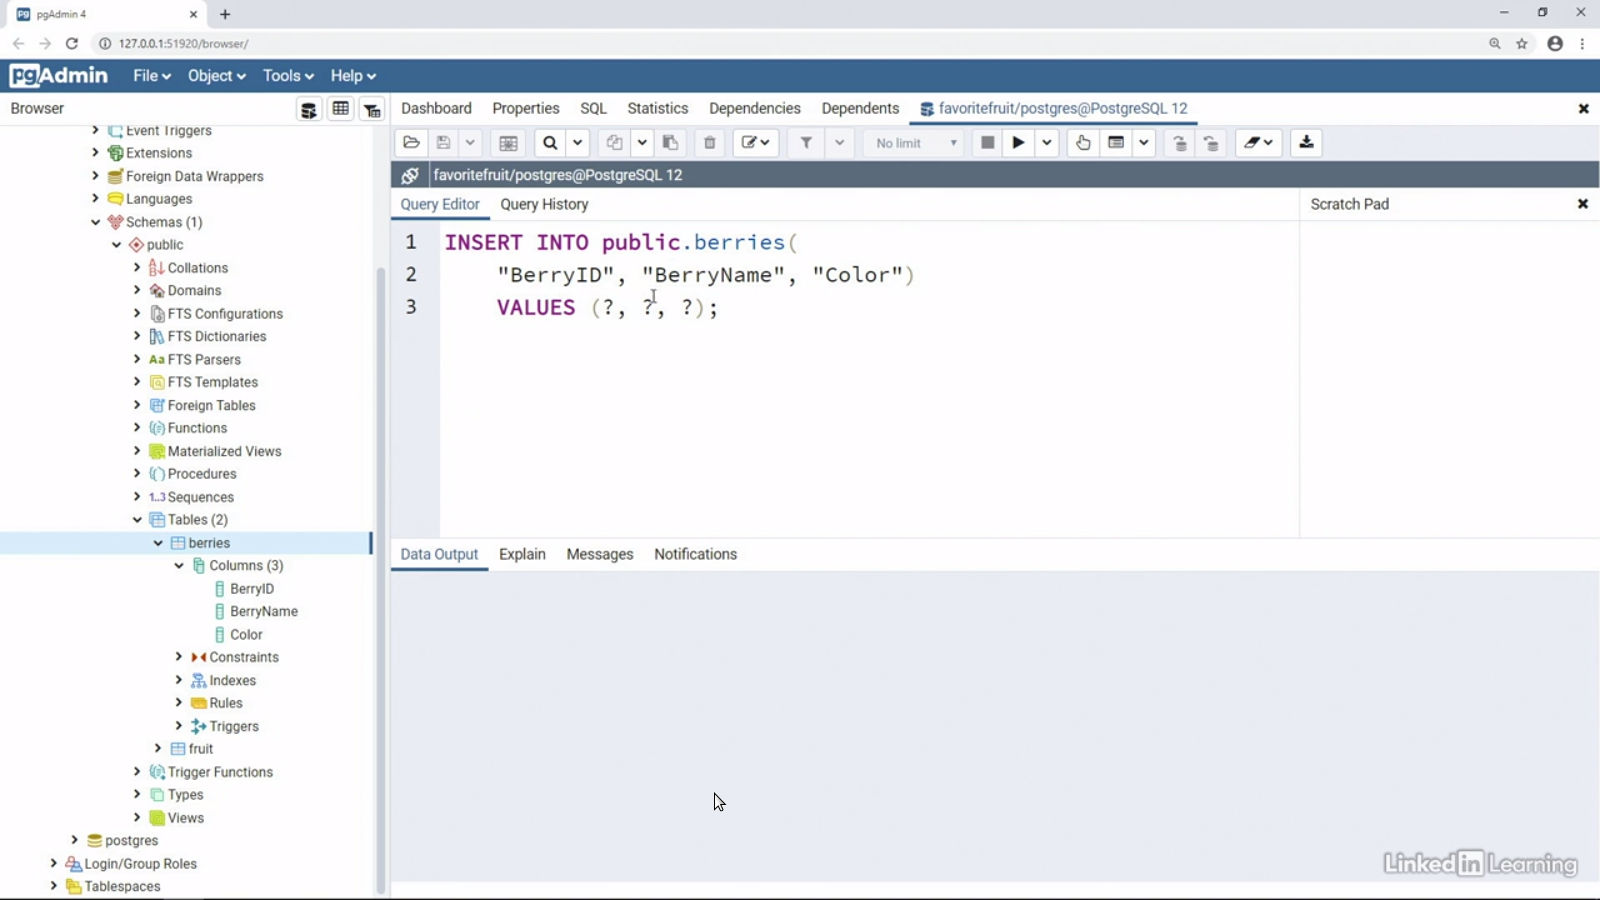 pgAdmin 4
127.0.0.1:51920/browser/
pgAdmin File Object Tools Help
Browser
Dashboard Properties SQL Statistics Dependencies Dependents favoritefruit/postgres@PostgreSQL 12
No limit
favoritefruit/postgres@PostgreSQL 12
Query Editor Query History
Scratch Pad
1 INSERT INTO public.berries(
2 "BerryID", "BerryName", "Color")
3 VALUES (?, ?, ?);
Data Output Explain Messages Notifications
Event Triggers
Extensions
Foreign Data Wrappers
Languages
Schemas (1)
public
Collations
Domains
FTS Configurations
FTS Dictionaries
Aa FTS Parsers
FTS Templates
Foreign Tables
Functions
Materialized Views
Procedures
1..3 Sequences
Tables (2)
berries
Columns (3)
BerryID
BerryName
Color
Constraints
Indexes
Rules
Triggers
fruit
Trigger Functions
Types
Views
postgres
Login/Group Roles
Tablespaces
Linked in Learning